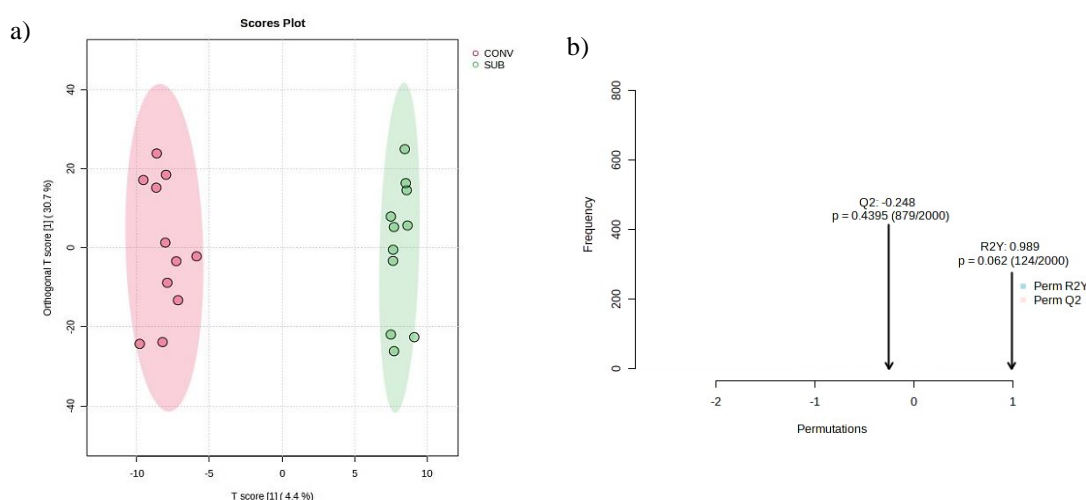 a)
Scores Plot
CONV
SUB
Orthogonal T score [1] ( 30.7 %)
40
20
0
-20
-40
-10
-5
0
5
10
T score [1] ( 4.4 %)
b)
Frequency
800
600
400
200
0
Q2: -0.248
p = 0.4395 (879/2000)
R2Y: 0.989
p = 0.062 (124/2000)
Perm R2Y
Perm Q2
-2
-1
0
1
Permutations